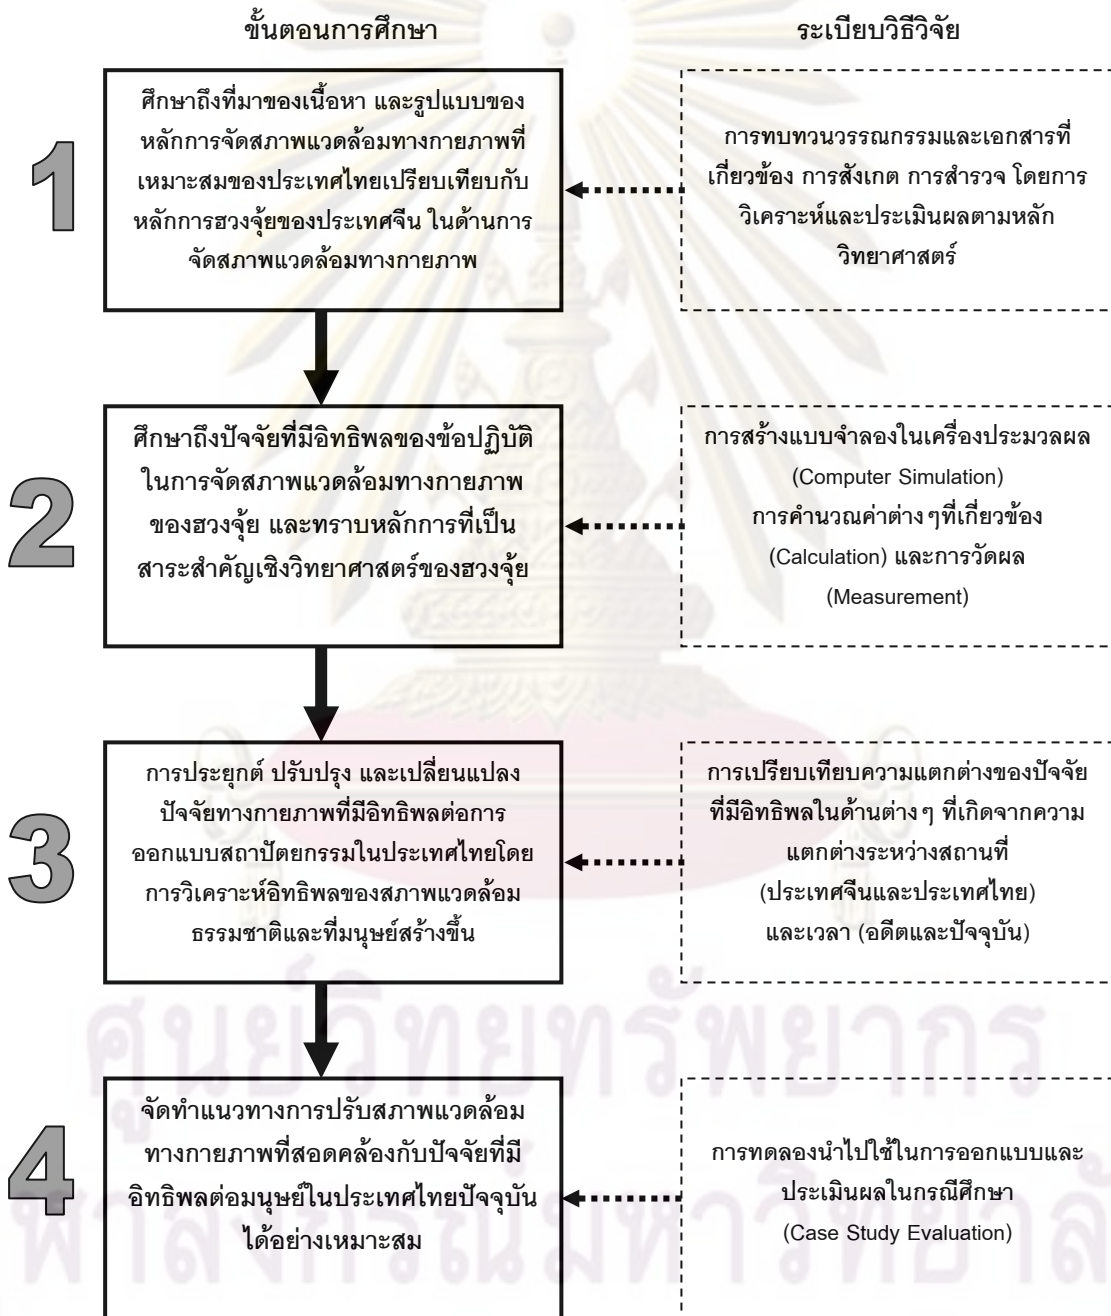 ขั้นตอนการศึกษา
ระเบียบวิธีวิจัย
1
ศึกษาถึงที่มาของเนื้อหา และรูปแบบของ
หลักการจัดสภาพแวดล้อมทางกายภาพที่
เหมาะสมของประเทศไทยเปรียบเทียบกับ
หลักการฮวงจุ้ยของประเทศจีน ในด้านการ
จัดสภาพแวดล้อมทางกายภาพ
การทบทวนวรรณกรรมและเอกสารที่
เกี่ยวข้อง การสังเกต การสำรวจ โดยการ
วิเคราะห์และประเมินผลตามหลัก
วิทยาศาสตร์
2
ศึกษาถึงปัจจัยที่มีอิทธิพลของข้อปฏิบัติ
ในการจัดสภาพแวดล้อมทางกายภาพ
ของฮวงจุ้ย และทราบหลักการที่เป็น
สาระสำคัญเชิงวิทยาศาสตร์ของฮวงจุ้ย
การสร้างแบบจำลองในเครื่องประมวลผล
(Computer Simulation)
การคำนวณค่าต่างๆที่เกี่ยวข้อง
(Calculation) และการวัดผล
(Measurement)
3
การประยุกต์ ปรับปรุง และเปลี่ยนแปลง
ปัจจัยทางกายภาพที่มีอิทธิพลต่อการ
ออกแบบสถาปัตยกรรมในประเทศไทยโดย
การวิเคราะห์อิทธิพลของสภาพแวดล้อม
ธรรมชาติและที่มนุษย์สร้างขึ้น
การเปรียบเทียบความแตกต่างของปัจจัย
ที่มีอิทธิพลในด้านต่างๆ ที่เกิดจากความ
แตกต่างระหว่างสถานที่
(ประเทศจีนและประเทศไทย)
และเวลา (อดีตและปัจจุบัน)
4
จัดทำแนวทางการปรับสภาพแวดล้อม
ทางกายภาพที่สอดคล้องกับปัจจัยที่มี
อิทธิพลต่อมนุษย์ในประเทศไทยปัจจุบัน
ได้อย่างเหมาะสม
การทดลองนำไปใช้ในการออกแบบและ
ประเมินผลในกรณีศึกษา
(Case Study Evaluation)
ศูนย์วิทยทรัพยากร